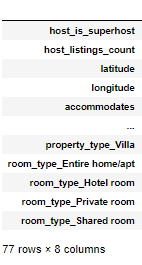 host_is_superhost
host_listings_count
latitude
longitude
accommodates
...
property_type_Villa
room_type_Entire home/apt
room_type_Hotel room
room_type_Private room
room_type_Shared room
77 rows × 8 columns